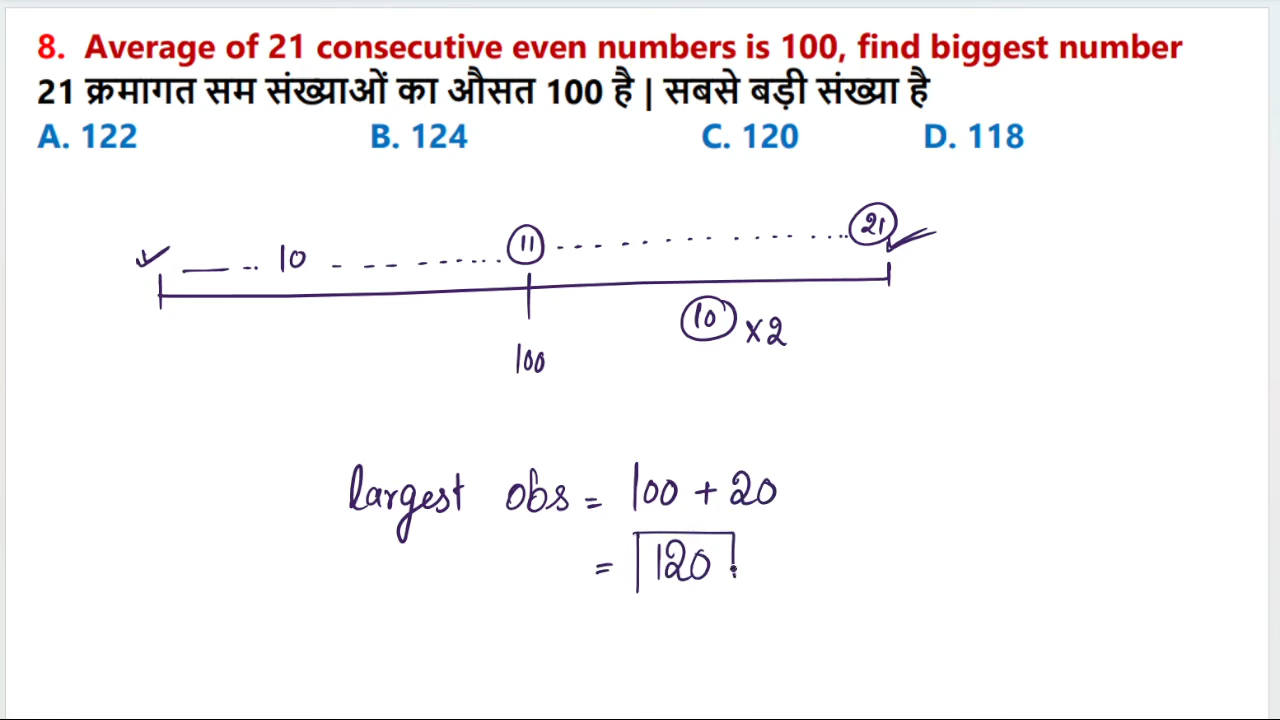 8. Average of 21 consecutive even numbers is 100, find biggest number
21 क्रमागत सम संख्याओं का औसत 100 है | सबसे बड़ी संख्या है
A. 122 B. 124 C. 120 D. 118
10 11 21
10 ×2
100
largest obs = 100 + 20
= 120